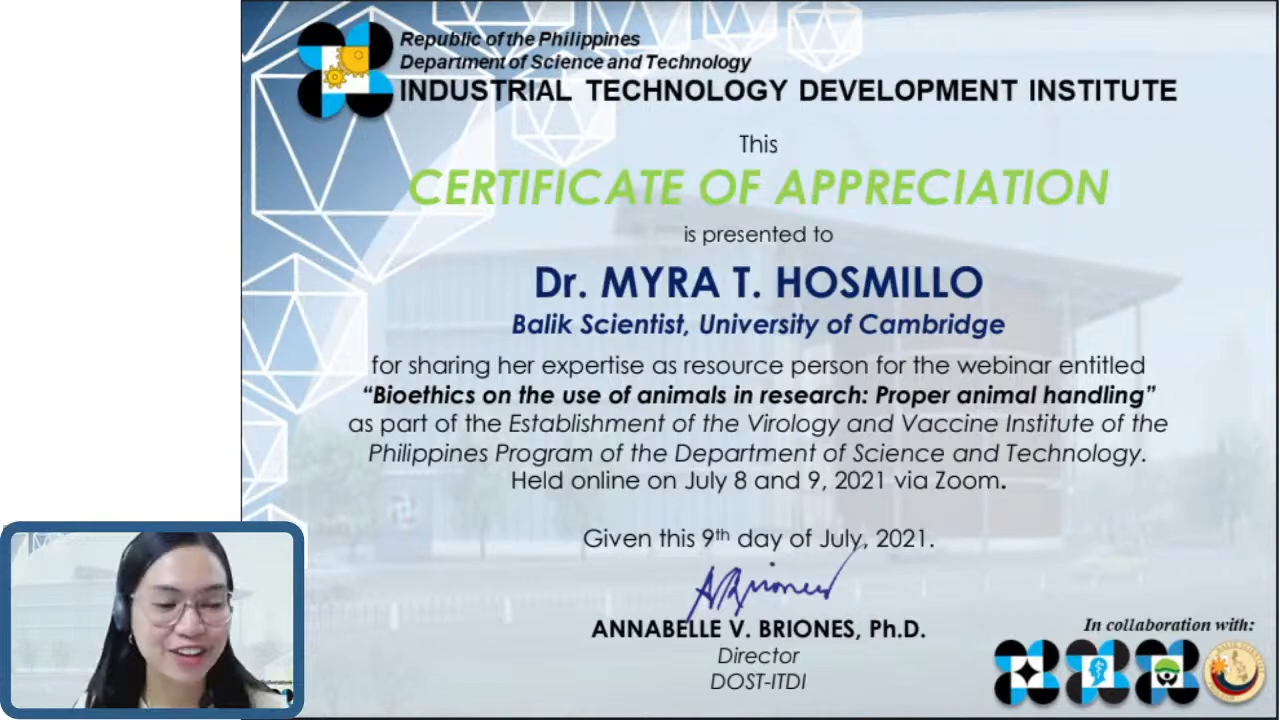 Republic of the Philippines
Department of Science and Technology
INDUSTRIAL TECHNOLOGY DEVELOPMENT INSTITUTE
This
CERTIFICATE OF APPRECIATION
is presented to
Dr. MYRA T. HOSMILLO
Balik Scientist, University of Cambridge
for sharing her expertise as resource person for the webinar entitled
“Bioethics on the use of animals in research: Proper animal handling”
as part of the Establishment of the Virology and Vaccine Institute of the
Philippines Program of the Department of Science and Technology.
Held online on July 8 and 9, 2021 via Zoom.
Given this 9th day of July, 2021.
ABriones
ANNABELLE V. BRIONES, Ph.D.
Director
DOST-ITDI
In collaboration with: